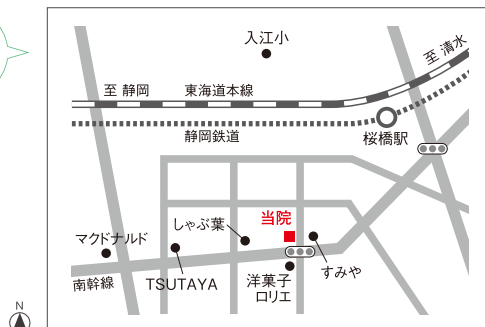 入江小
至 清水
至 静岡
東海道本線
静岡鉄道
桜橋駅
当院
しゃぶ葉
マクドナルド
すみや
南幹線
TSUTAYA
洋菓子
ロリエ
N